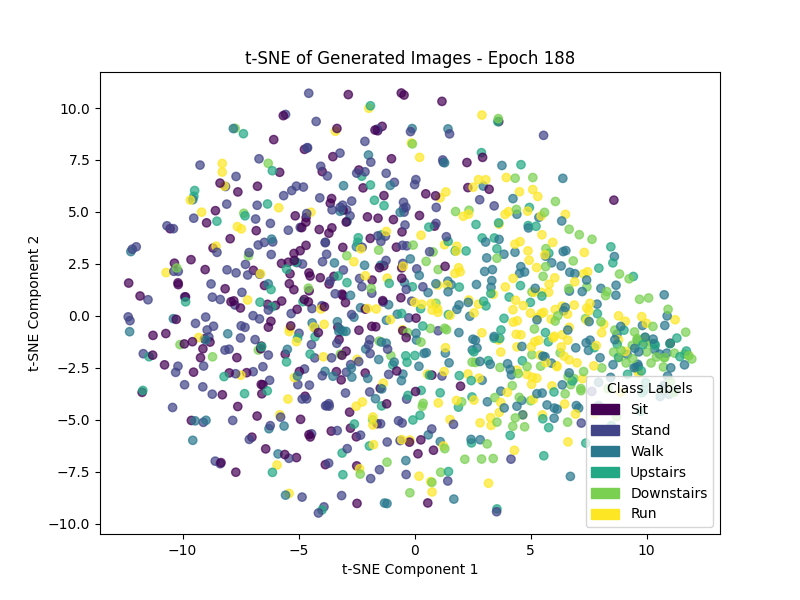 t-SNE of Generated Images - Epoch 188
10.0
7.5
5.0
2.5
0.0
−2.5
−5.0
−7.5
−10.0
t-SNE Component 2
Class Labels
Sit
Stand
Walk
Upstairs
Downstairs
Run
−10
−5
0
5
10
t-SNE Component 1